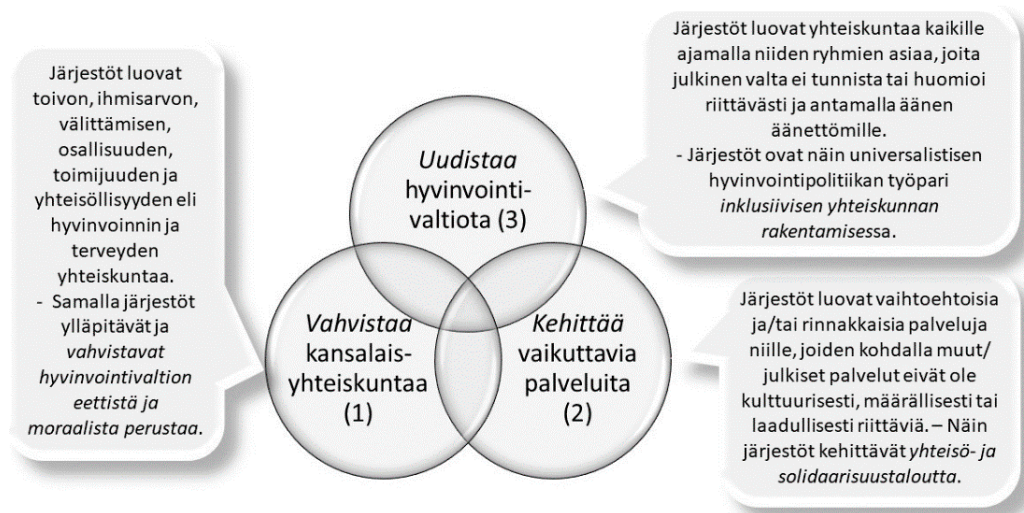 Järjestöt luovat
toivon, ihmisarvon,
välittämisen,
osallisuuden,
toimijuuden ja
yhteisöllisyyden eli
hyvinvoinnin ja
terveyden
yhteiskuntaa.
- Samalla järjestöt
ylläpitävät ja
vahvistavat
hyvinvointivaltion
eettistä ja
moraalista perustaa.
Uudistaa
hyvinvointi-
valtiota (3)
Vahvistaa
kansalais-
yhteiskuntaa
(1)
Kehittää
vaikuttavia
palveluita
(2)
Järjestöt luovat yhteiskuntaa kaikille
ajamalla niiden ryhmien asiaa, joita
julkinen valta ei tunnista tai huomioi
riittävästi ja antamalla äänen
äänettömille.
- Järjestöt ovat näin universalistisen
hyvinvointipolitiikan työpari
inklusiivisen yhteiskunnan
rakentamisessa.
Järjestöt luovat vaihtoehtoisia
ja/tai rinnakkaisia palveluja
niille, joiden kohdalla muut/
julkiset palvelut eivät ole
kulttuurisesti, määrällisesti tai
laadullisesti riittäviä. – Näin
järjestöt kehittävät yhteisö- ja
solidaarisuustaloutta.